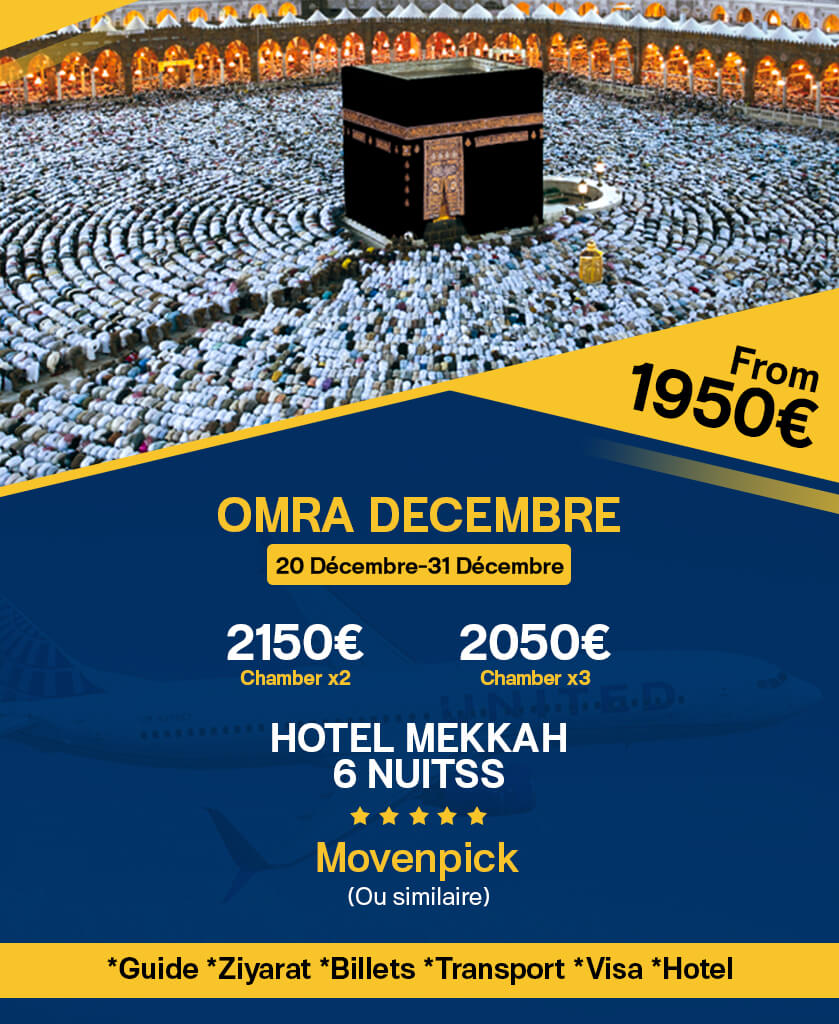 From
1950€
OMRA DECEMBRE
20 Décembre-31 Décembre
2150€
Chamber x2
2050€
Chamber x3
UNITED
HOTEL MEKKAH
6 NUITSS
Movenpick
(Ou similaire)
*Guide *Ziyarat *Billets *Transport *Visa *Hotel